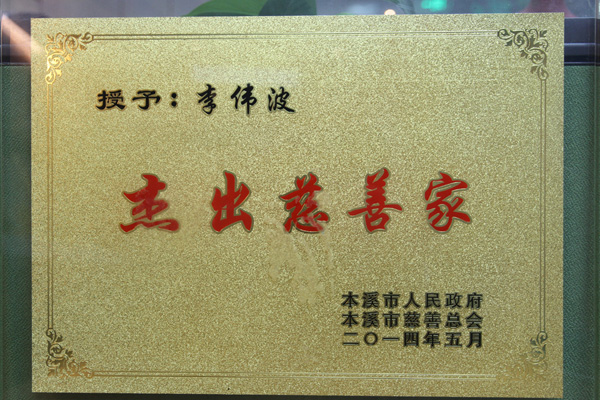 授予：李伟波
杰出慈善家
本溪市人民政府
本溪市慈善总会
二〇一四年五月